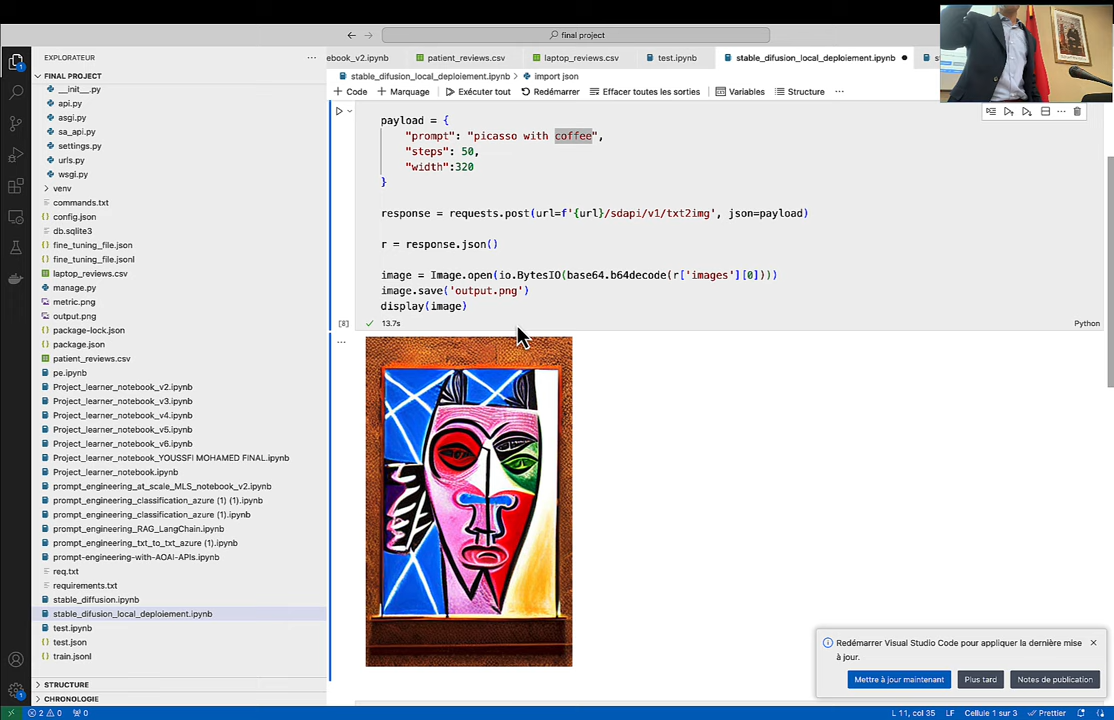 final project
EXPLORATEUR
ebook_v2.ipynb
patient_reviews.csv
laptop_reviews.csv
test.ipynb
stable_difusion_local_deploiement.ipynb
s
FINAL PROJECT
stable_difusion_local_deploiement.ipynb > import json
__init__.py
api.py
asgi.py
sa_api.py
settings.py
urls.py
wsgi.py
venv
commands.txt
config.json
db.sqlite3
fine_tuning_file.json
fine_tuning_file.jsonl
laptop_reviews.csv
manage.py
metric.png
output.png
package-lock.json
package.json
patient_reviews.csv
pe.ipynb
Project_learner_notebook_v2.ipynb
Project_learner_notebook_v3.ipynb
Project_learner_notebook_v4.ipynb
Project_learner_notebook_v5.ipynb
Project_learner_notebook_v6.ipynb
Project_learner_notebook_YOUSSFI MOHAMED FINAL.ipynb
Project_learner_notebook.ipynb
prompt_engineering_at_scale_MLS_notebook_v2.ipynb
prompt_engineering_classification_azure (1) (1).ipynb
prompt_engineering_classification_azure (1).ipynb
prompt_engineering_RAG_LangChain.ipynb
prompt_engineering_txt_to_txt_azure (1).ipynb
prompt-engineering-with-AOAI-APIs.ipynb
req.txt
requirements.txt
stable_diffusion.ipynb
stable_difusion_local_deploiement.ipynb
test.ipynb
test.json
train.jsonl
STRUCTURE
CHRONOLOGIE
+ Code + Marquage Exécuter tout Redémarrer Effacer toutes les sorties Variables Structure ...
payload = {
"prompt": "picasso with coffee",
"steps": 50,
"width":320
}
response = requests.post(url=f'{url}/sdapi/v1/txt2img', json=payload)
r = response.json()
image = Image.open(io.BytesIO(base64.b64decode(r['images'][0])))
image.save('output.png')
display(image)
[8] 13.7s Python
Redémarrer Visual Studio Code pour appliquer la dernière mise
à jour.
Mettre à jour maintenant Plus tard Notes de publication
2 0 0 L 11, col 35 LF Cellule 1 sur 3 Prettier